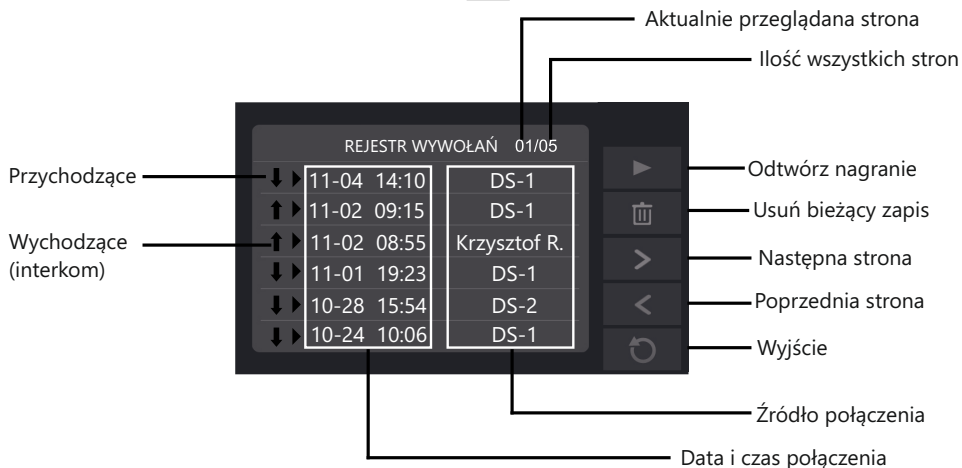 Aktualnie przeglądana strona
Ilość wszystkich stron
REJESTR WYWOŁAŃ 01/05
Przychodzące
11-04 14:10 DS-1
Odtwórz nagranie
11-02 09:15 DS-1
Usuń bieżący zapis
Wychodzące
(interkom)
11-02 08:55 Krzysztof R.
Następna strona
11-01 19:23 DS-1
10-28 15:54 DS-2
Poprzednia strona
10-24 10:06 DS-1
Wyjście
Źródło połączenia
Data i czas połączenia